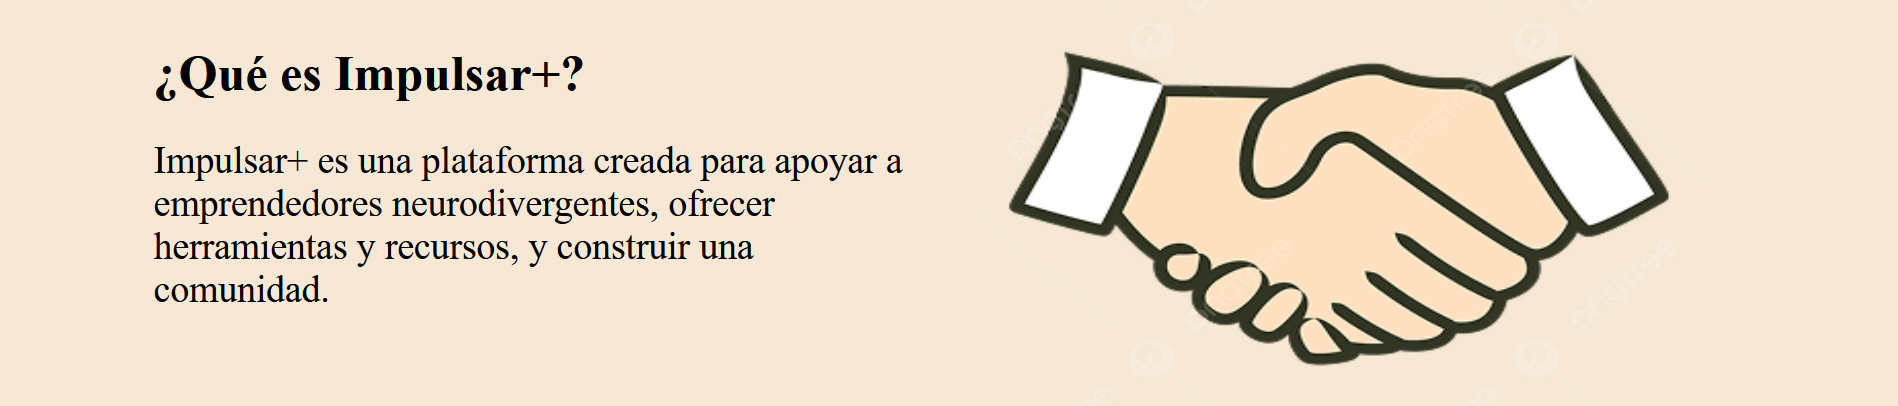 ¿Qué es Impulsar+?
Impulsar+ es una plataforma creada para apoyar a
emprendedores neurodivergentes, ofrecer
herramientas y recursos, y construir una
comunidad.